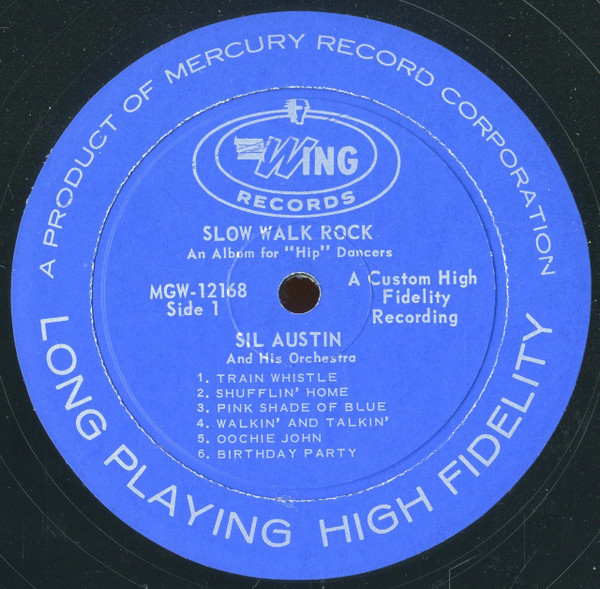 A PRODUCT OF MERCURY RECORD CORPORATION
WING
RECORDS
SLOW WALK ROCK
An Album for "Hip" Dancers
MGW-12168
Side 1
A Custom High
Fidelity
Recording
SIL AUSTIN
And His Orchestra
1. TRAIN WHISTLE
2. SHUFFLIN' HOME
3. PINK SHADE OF BLUE
4. WALKIN' AND TALKIN'
5. OOCHIE JOHN
6. BIRTHDAY PARTY
LONG PLAYING HIGH FIDELITY